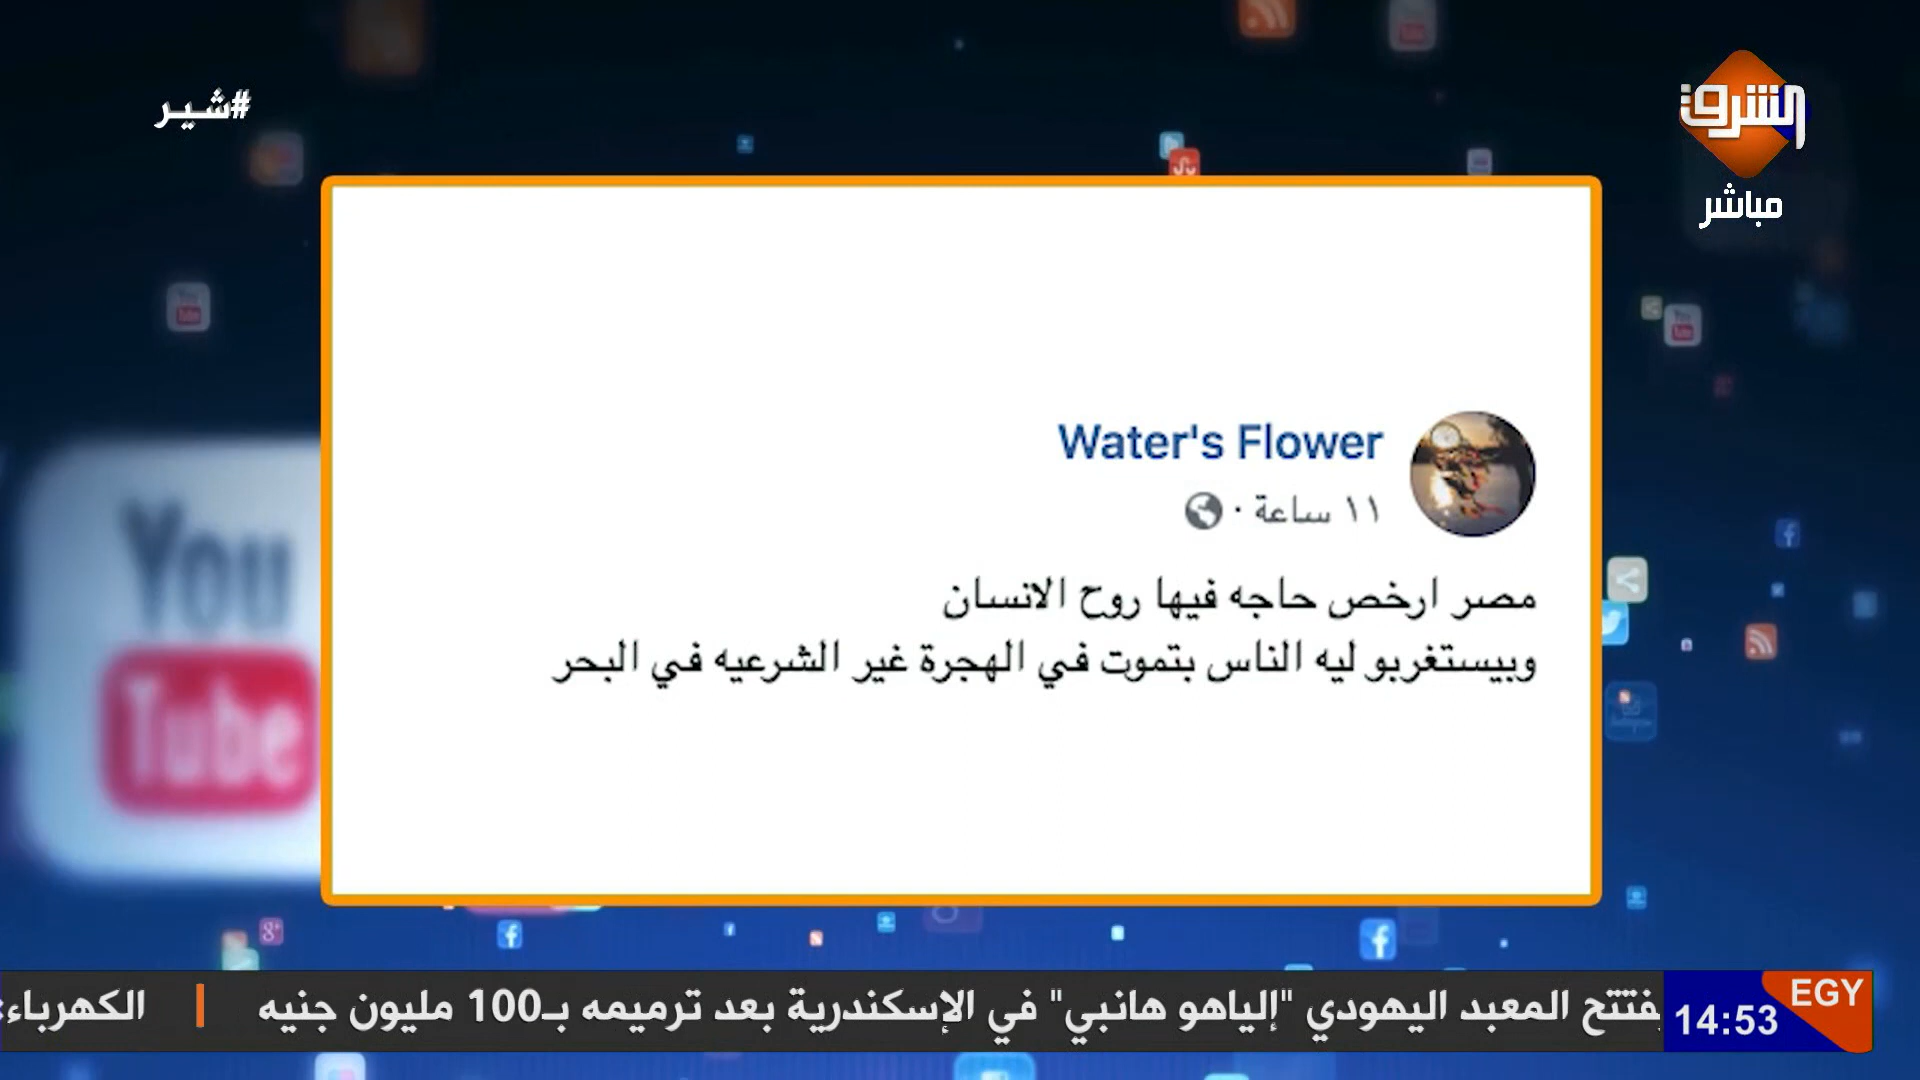 #شير
الشرق
مباشر
Water's Flower
١١ ساعة ·
مصر ارخص حاجه فيها روح الانسان
وبيستغربو ليه الناس بتموت في الهجرة غير الشرعيه في البحر
You
Tube
EGY
14:53
المعبد اليهودي "إلياهو هانبي" في الإسكندرية بعد ترميمه بـ100 مليون جنيه | الكهرباء